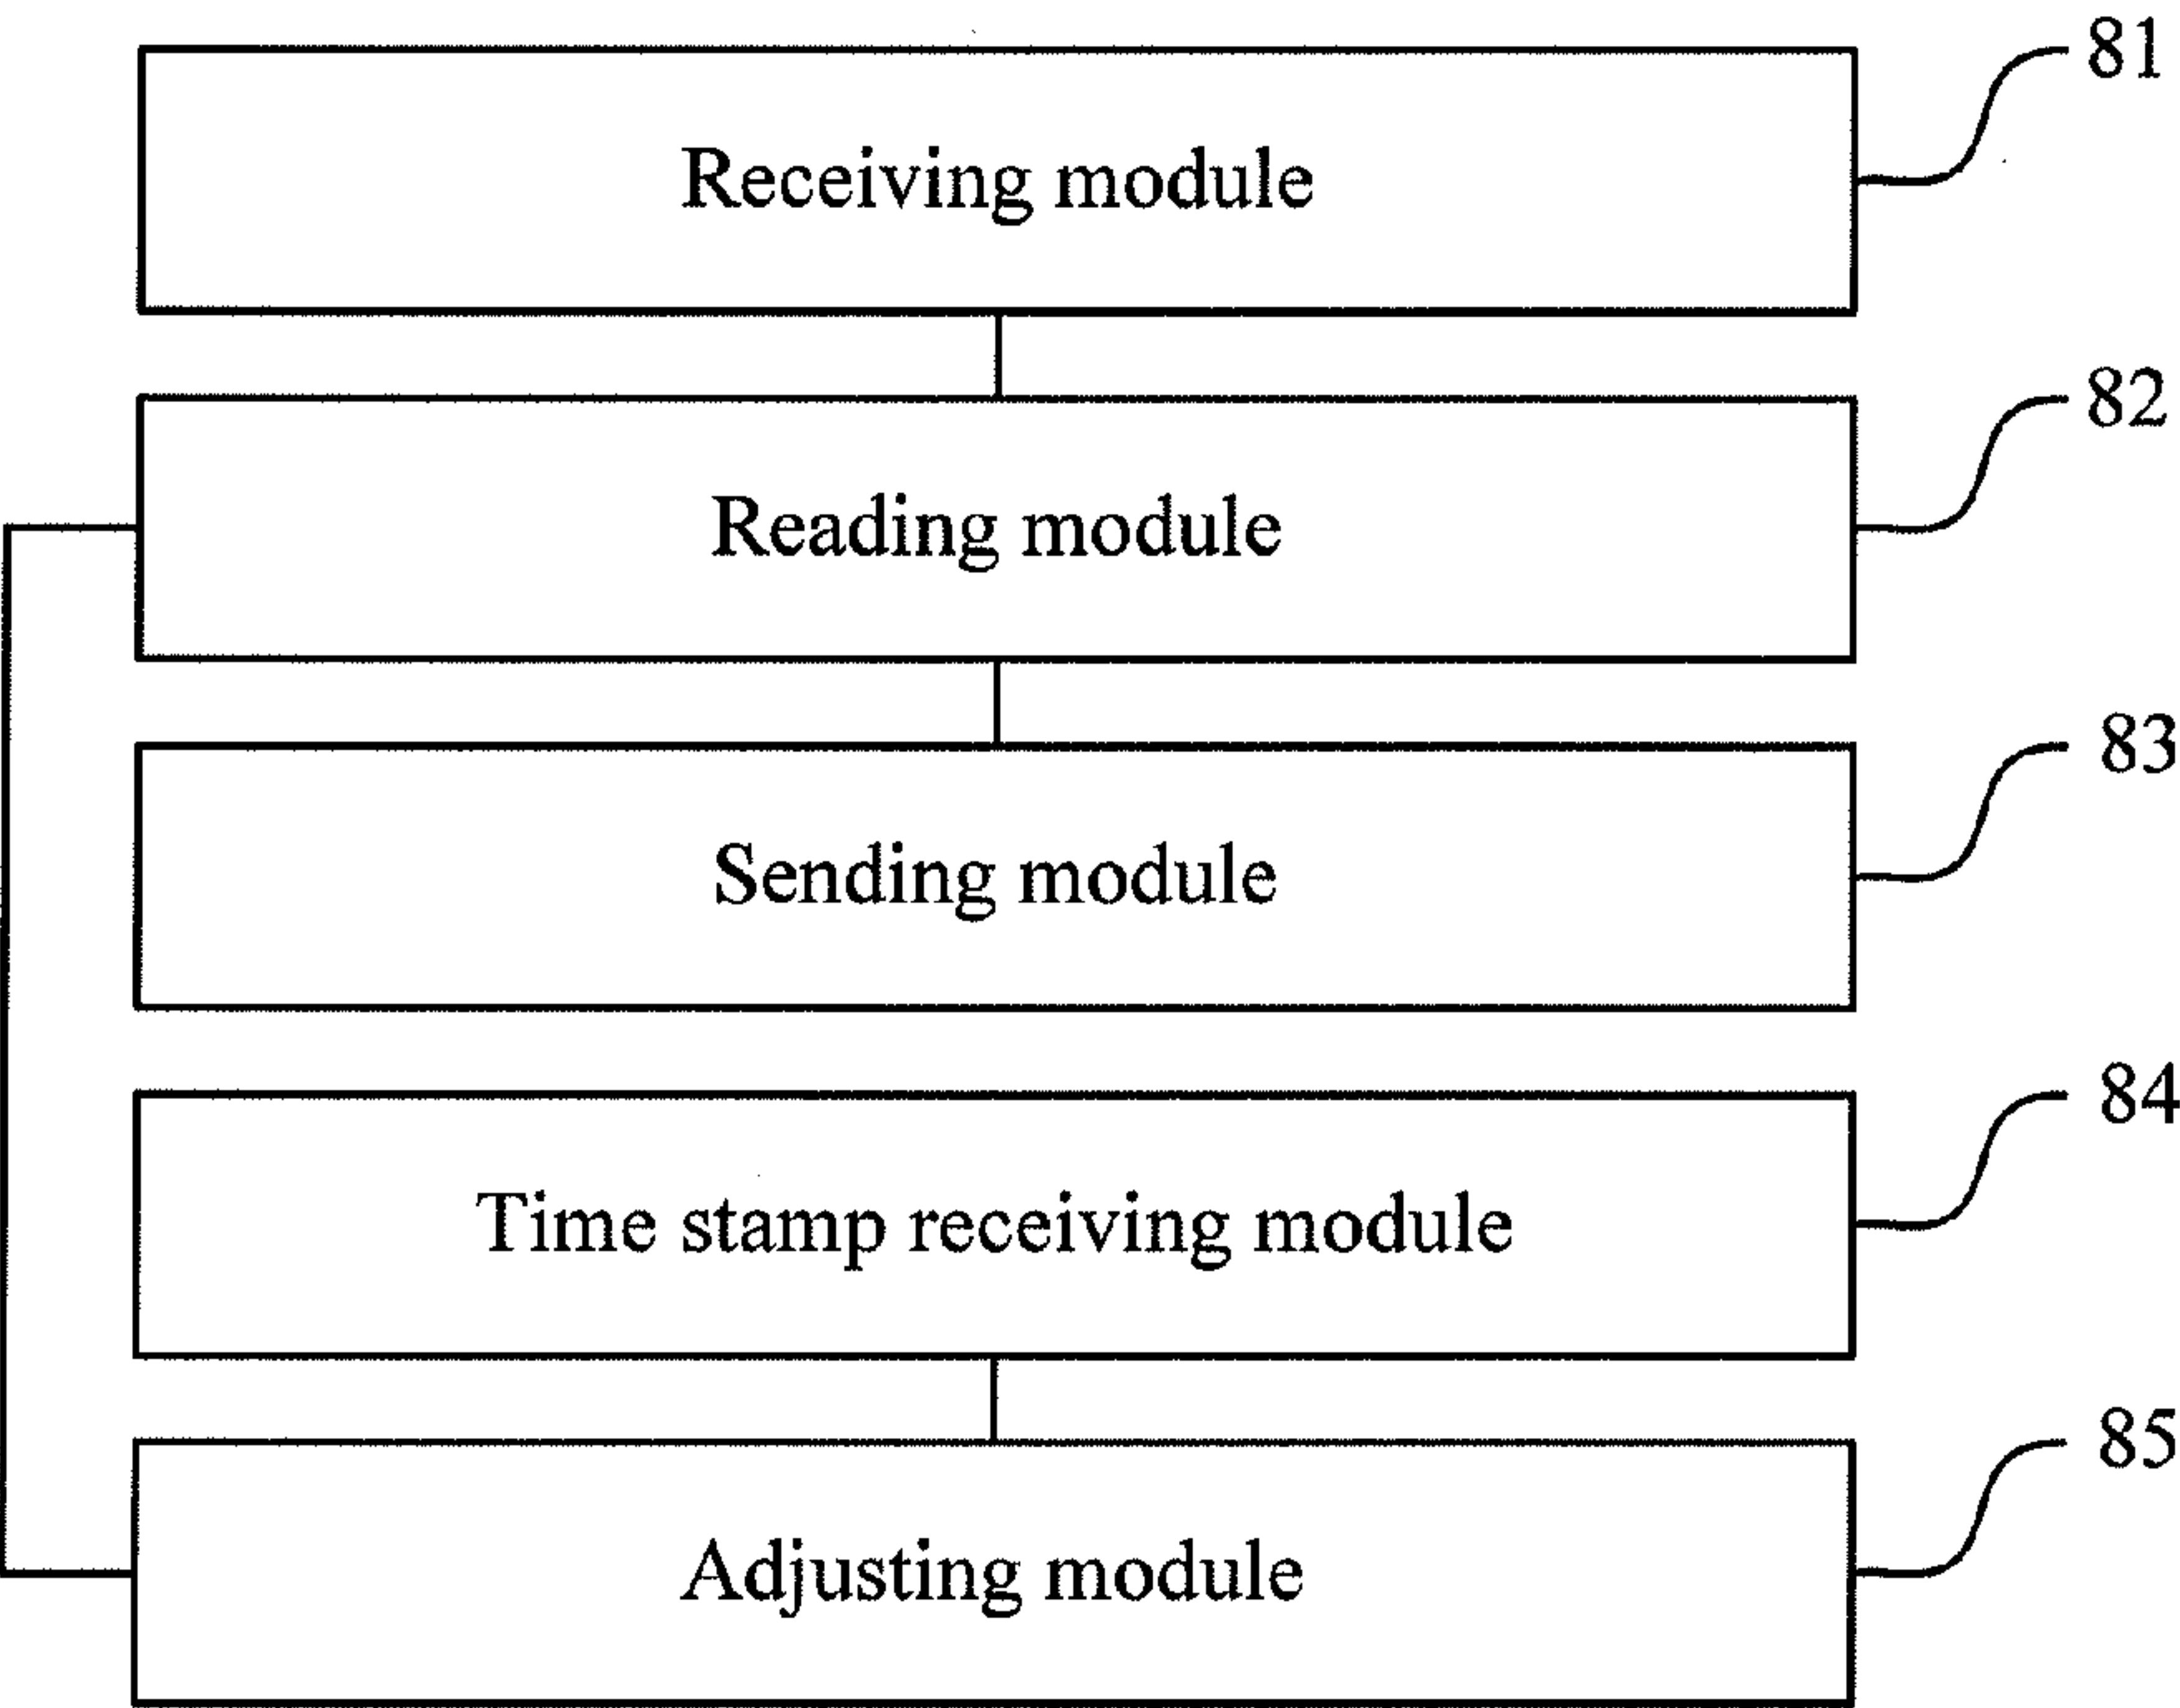 81
Receiving module
82
Reading module
83
Sending module
84
Time stamp receiving module
85
Adjusting module